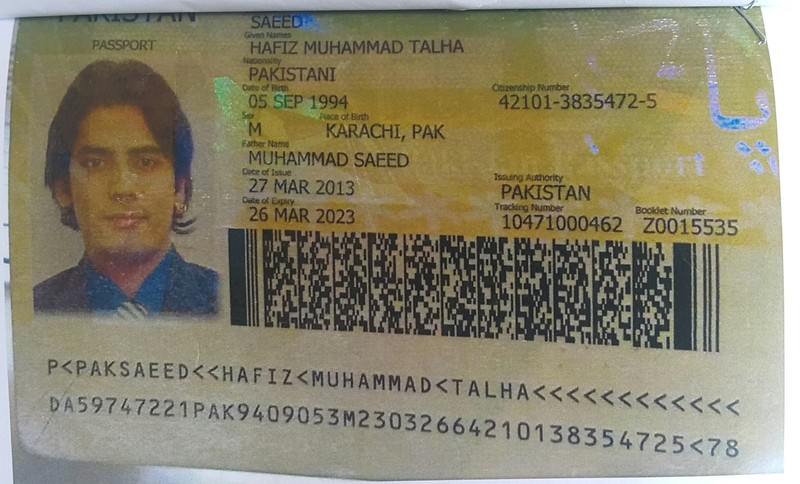 PAKISTAN
PASSPORT
SAEED
Given Names
HAFIZ MUHAMMAD TALHA
Nationality
PAKISTANI
Date of Birth Citizenship Number
05 SEP 1994 42101-3835472-5
Sex Place of Birth
M KARACHI, PAK
Father Name
MUHAMMAD SAEED
Date of Issue Issuing Authority
27 MAR 2013 PAKISTAN
Date of Expiry Tracking Number Booklet Number
26 MAR 2023 10471000462 Z0015535
P<PAKSAEED<<HAFIZ<MUHAMMAD<TALHA<<<<<<<<<<<<
DA59747221PAK9409053M23032664210138354725<78